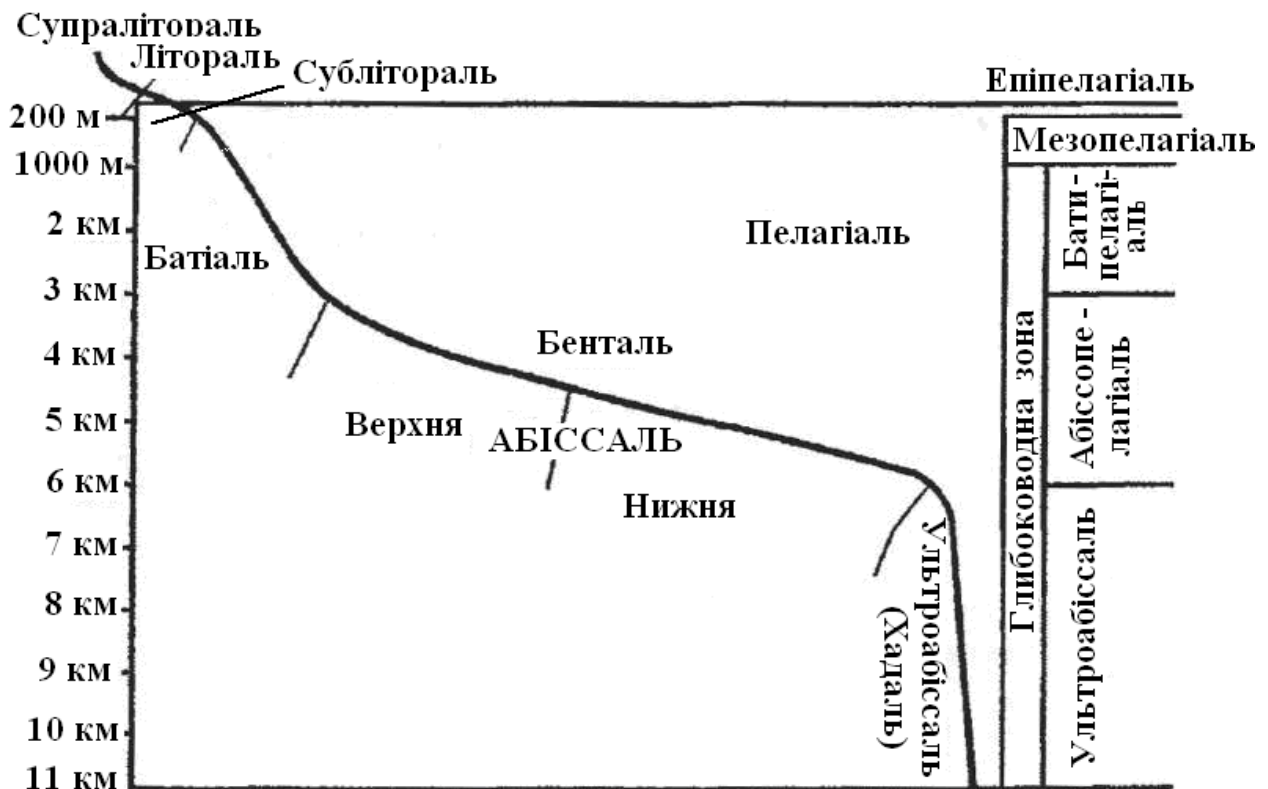 Супралітораль
Літораль
Сублітораль
Епіпелагіаль
200 м
Мезопелагіаль
1000 м
Бати -
пелагі-
аль
2 км
Пелагіаль
Батіаль
3 км
Бенталь
4 км
Абіссопе -
лагіаль
Глибоководна зона
5 км
Верхня
АБІССАЛЬ
6 км
Нижня
7 км
Ультроабіссаль
(Хадаль)
Ультроабіссаль
8 км
9 км
10 км
11 км